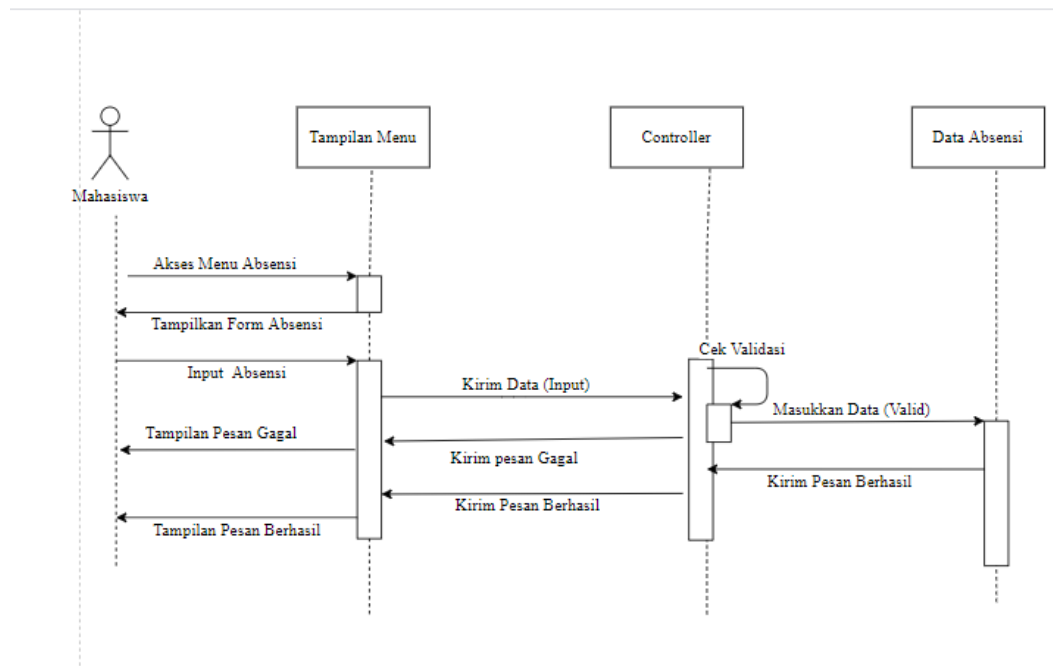 Tampilan Menu
Controller
Data Absensi
Mahasiswa
Akses Menu Absensi
Tampilkan Form Absensi
Cek Validasi
Input Absensi
Kirim Data (Input)
Masukkan Data (Valid)
Tampilan Pesan Gagal
Kirim pesan Gagal
Kirim Pesan Berhasil
Kirim Pesan Berhasil
Tampilan Pesan Berhasil